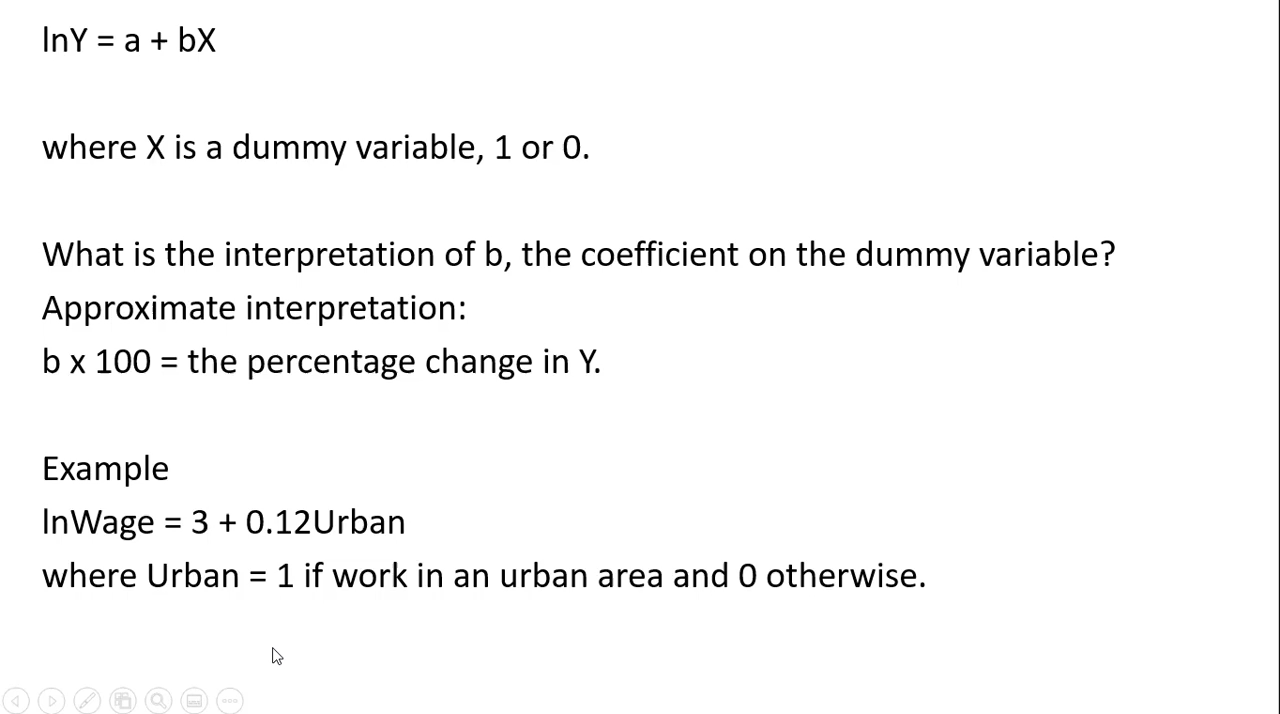 lnY = a + bX
where X is a dummy variable, 1 or 0.
What is the interpretation of b, the coefficient on the dummy variable?
Approximate interpretation:
b x 100 = the percentage change in Y.
Example
lnWage = 3 + 0.12Urban
where Urban = 1 if work in an urban area and 0 otherwise.